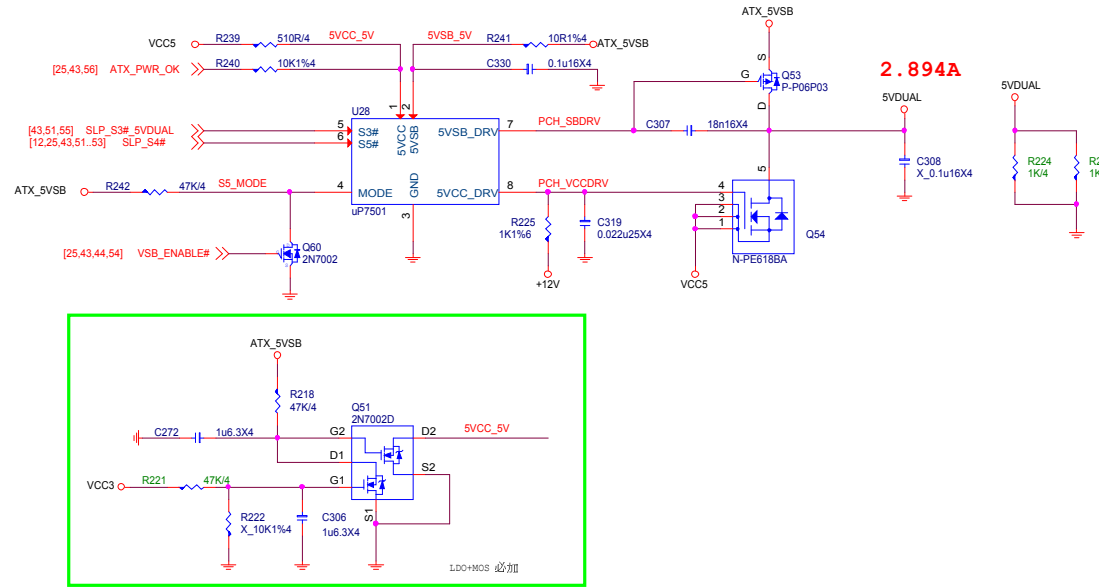 ATX_5VSB
VCC5
R239
510R/4
5VCC_5V
5VSB_5V
R241
10R1%4
ATX_5VSB
[25,43,56]
ATX_PWR_OK
R240
10K1%4
C330
0.1u16X4
S
G
D
Q53
P-P06P03
2.894A
5VDUAL
5VDUAL
1
2
U28
[43,51,55]
SLP_S3#_5VDUAL
5
S3#
5VCC
5VSB
5VSB_DRV
7
PCH_SBDRV
C307
18n16X4
[12,25,43,51..53]
SLP_S4#
6
S5#
C308
X_0.1u16X4
R224
1K/4
ATX_5VSB
R242
47K/4
S5_MODE
4
MODE
GND
5VCC_DRV
8
PCH_VCCDRV
5
4
3
2
1
uP7501
3
R225
1K1%6
C319
0.022u25X4
Q54
N-PE618BA
[25,43,44,54]
VSB_ENABLE#
Q60
2N7002
+12V
VCC5
ATX_5VSB
R218
47K/4
Q51
2N7002D
C272
1u6.3X4
G2
D2
5VCC_5V
D1
S2
VCC3
R221
47K/4
G1
S1
R222
X_10K1%4
C306
1u6.3X4
LDO+MOS 必加